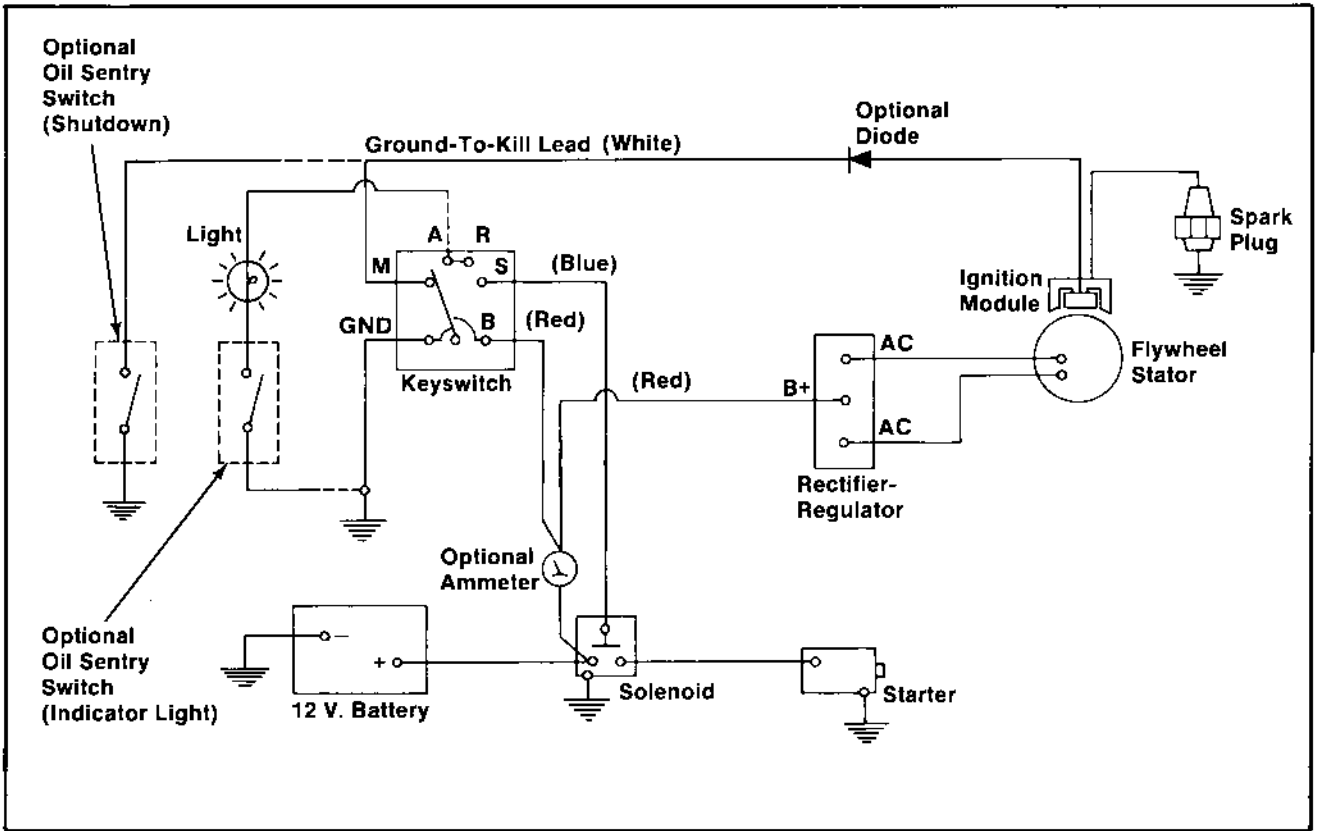 Optional
Oil Sentry
Switch
(Shutdown)
Optional
Diode
Ground-To-Kill Lead (White)
Spark
Plug
Light
A
R
M
S
(Blue)
Ignition
Module
GND
B
(Red)
Keyswitch
AC
Flywheel
Stator
(Red)
B+
AC
Rectifier-
Regulator
Optional
Ammeter
Optional
Oil Sentry
Switch
(Indicator Light)
−
+
12 V. Battery
Solenoid
Starter